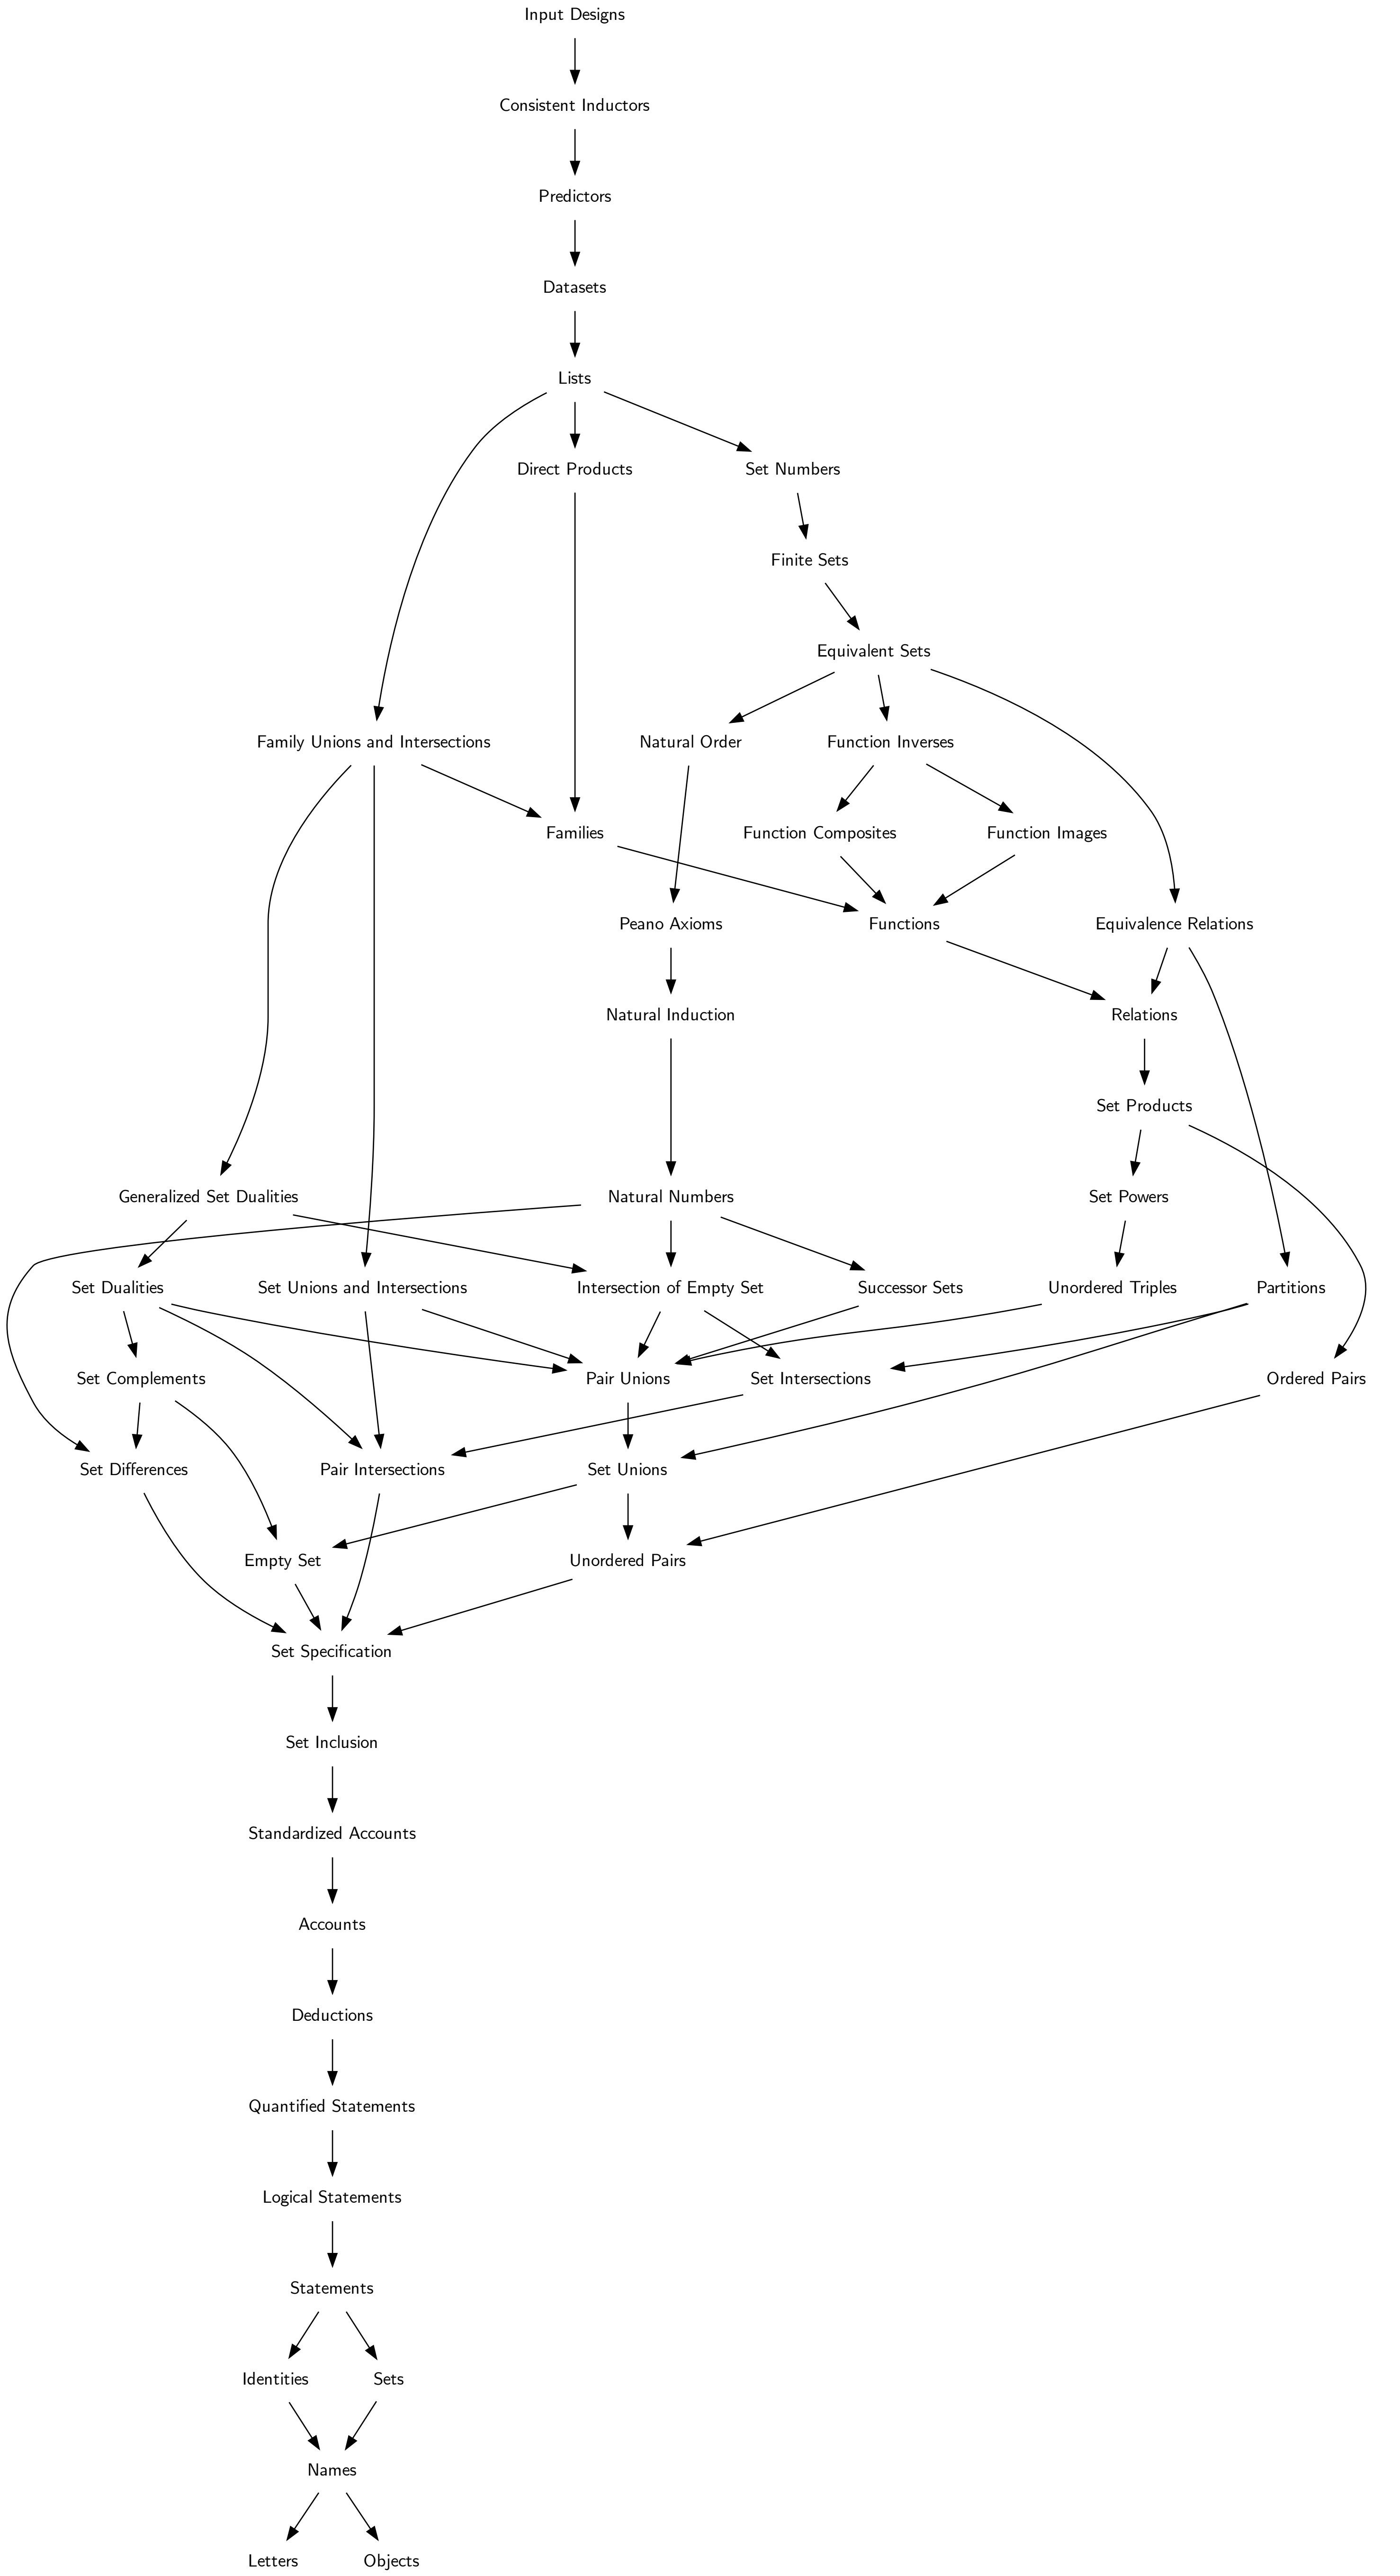 Input Designs
Consistent Inductors
Predictors
Datasets
Lists
Direct Products
Set Numbers
Finite Sets
Equivalent Sets
Family Unions and Intersections
Natural Order
Function Inverses
Families
Function Composites
Function Images
Peano Axioms
Functions
Equivalence Relations
Natural Induction
Relations
Set Products
Generalized Set Dualities
Natural Numbers
Set Powers
Set Dualities
Set Unions and Intersections
Intersection of Empty Set
Successor Sets
Unordered Triples
Partitions
Set Complements
Pair Unions
Set Intersections
Ordered Pairs
Set Differences
Pair Intersections
Set Unions
Empty Set
Unordered Pairs
Set Specification
Set Inclusion
Standardized Accounts
Accounts
Deductions
Quantified Statements
Logical Statements
Statements
Identities
Sets
Names
Letters
Objects